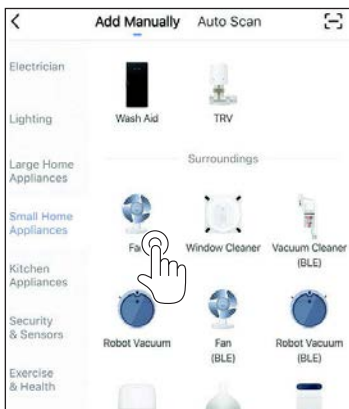 Add Manually Auto Scan
Electrician
Lighting
Large Home
Appliances
Small Home
Appliances
Kitchen
Appliances
Security
& Sensors
Exercise
& Health
Wash Aid TRV
Surroundings
Fan Window Cleaner Vacuum Cleaner
(BLE)
Robot Vacuum Fan
(BLE) Robot Vacuum
(BLE)